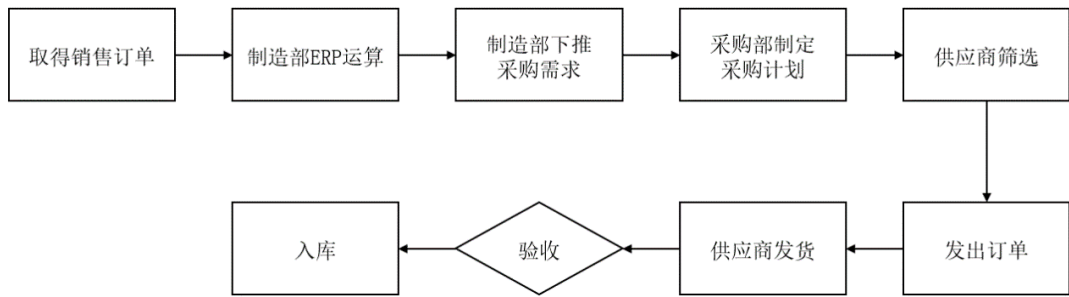 取得销售订单
制造部ERP运算
制造部下推
采购需求
采购部制定
采购计划
供应商筛选
发出订单
供应商发货
验收
入库